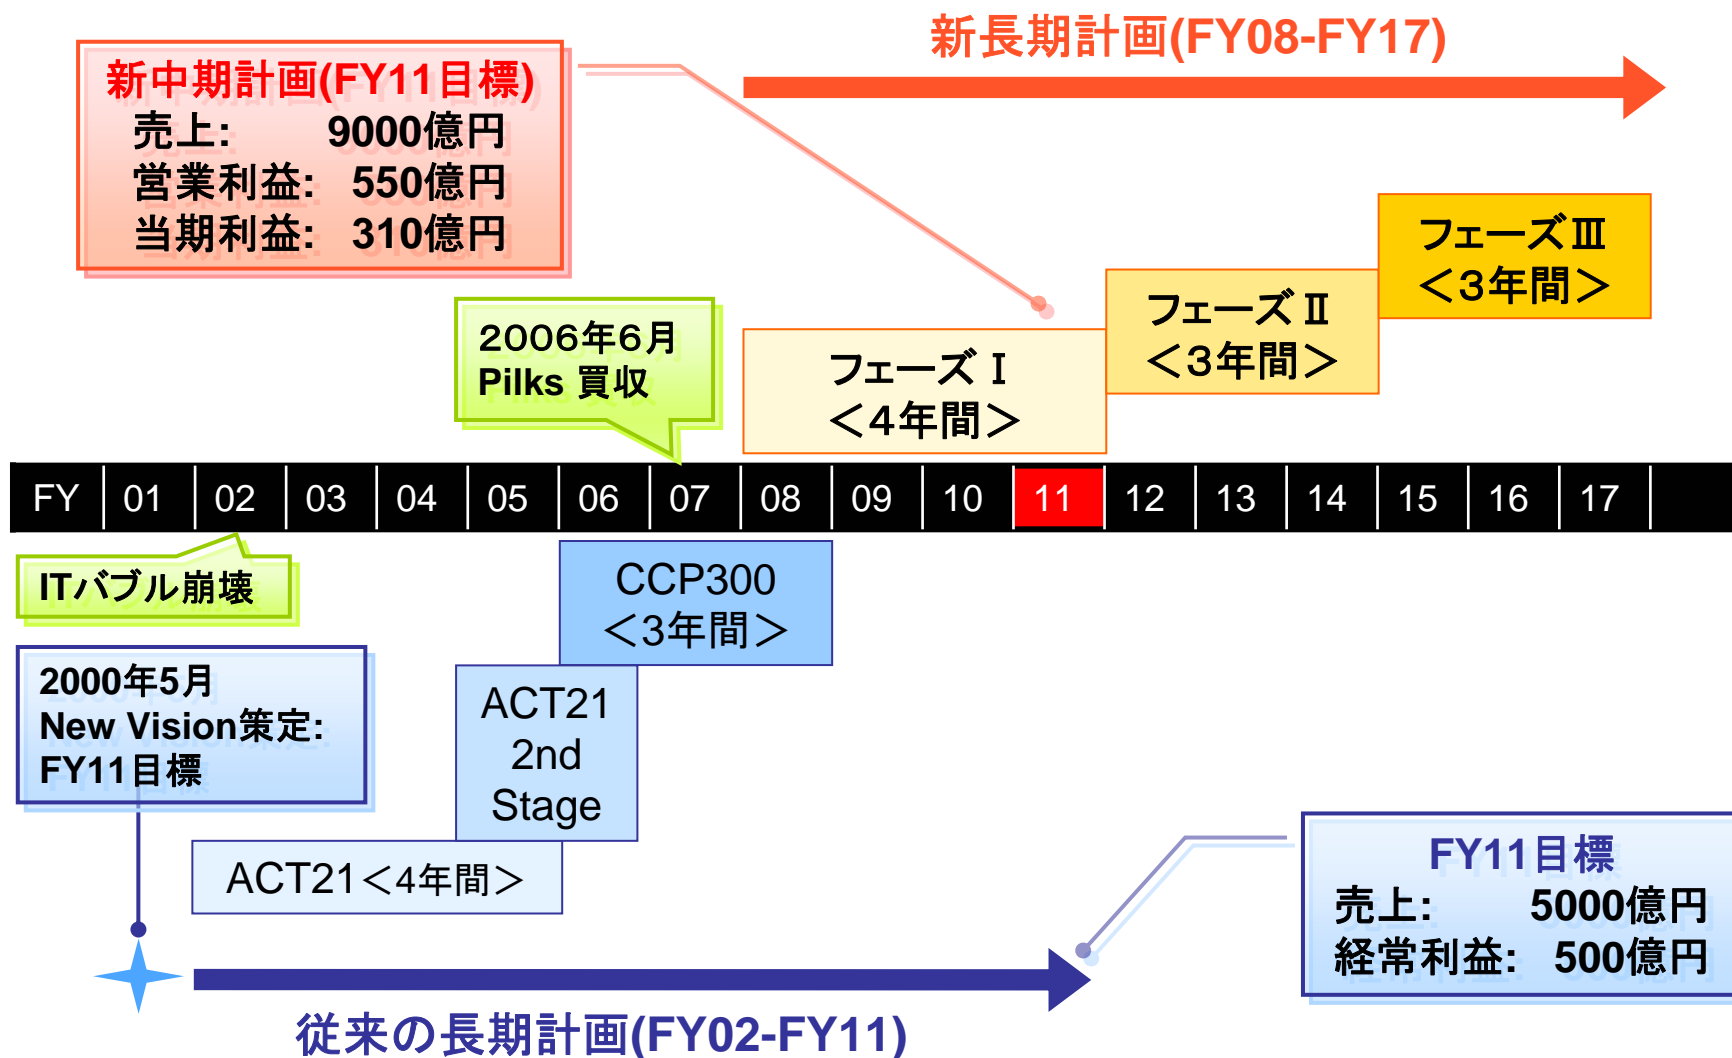 新長期計画(FY08-FY17)
新中期計画(FY11目標)
売上: 9000億円
営業利益: 550億円
当期利益: 310億円
フェーズⅢ
＜3年間＞
フェーズⅡ
＜3年間＞
2006年6月
Pilks 買収
フェーズⅠ
＜4年間＞
FY 01 02 03 04 05 06 07 08 09 10 11 12 13 14 15 16 17
ITバブル崩壊
CCP300
＜3年間＞
2000年5月
New Vision策定:
FY11目標
ACT21
2nd
Stage
ACT21＜4年間＞
FY11目標
売上: 5000億円
経常利益: 500億円
従来の長期計画(FY02-FY11)